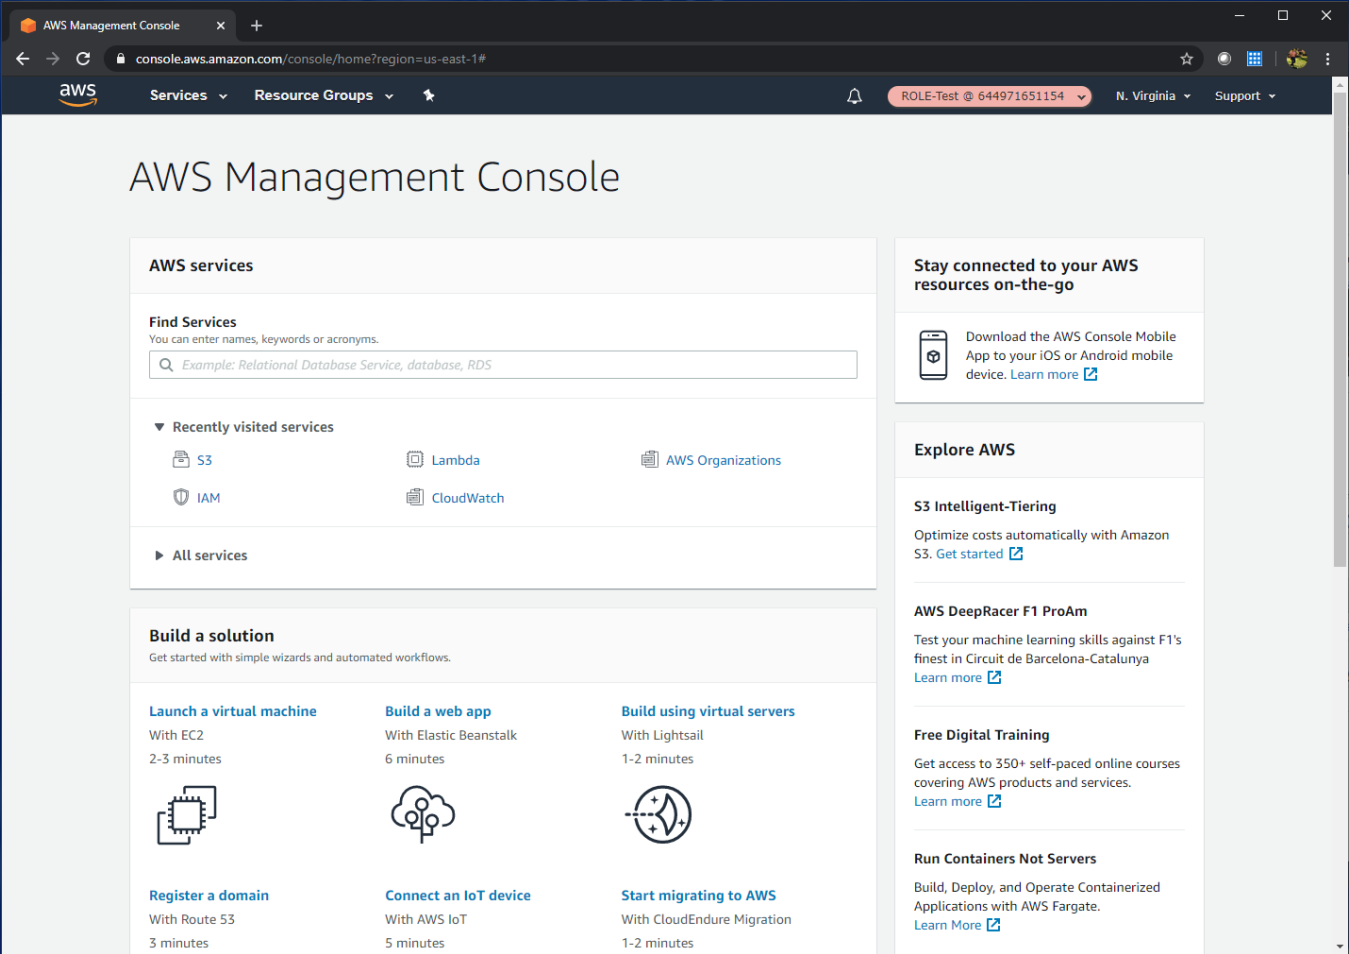 AWS Management Console
console.aws.amazon.com/console/home?region=us-east-1#
aws
Services
Resource Groups
ROLE-Test @ 644971651154
N. Virginia
Support
AWS Management Console
AWS services
Find Services
You can enter names, keywords or acronyms.
Example: Relational Database Service, database, RDS
Recently visited services
S3
Lambda
AWS Organizations
IAM
CloudWatch
All services
Build a solution
Get started with simple wizards and automated workflows.
Launch a virtual machine
With EC2
2-3 minutes
Build a web app
With Elastic Beanstalk
6 minutes
Build using virtual servers
With Lightsail
1-2 minutes
Register a domain
With Route 53
3 minutes
Connect an IoT device
With AWS IoT
5 minutes
Start migrating to AWS
With CloudEndure Migration
1-2 minutes
Stay connected to your AWS
resources on-the-go
Download the AWS Console Mobile
App to your iOS or Android mobile
device. Learn more
Explore AWS
S3 Intelligent-Tiering
Optimize costs automatically with Amazon
S3. Get started
AWS DeepRacer F1 ProAm
Test your machine learning skills against F1's
finest in Circuit de Barcelona-Catalunya
Learn more
Free Digital Training
Get access to 350+ self-paced online courses
covering AWS products and services.
Learn more
Run Containers Not Servers
Build, Deploy, and Operate Containerized
Applications with AWS Fargate.
Learn More